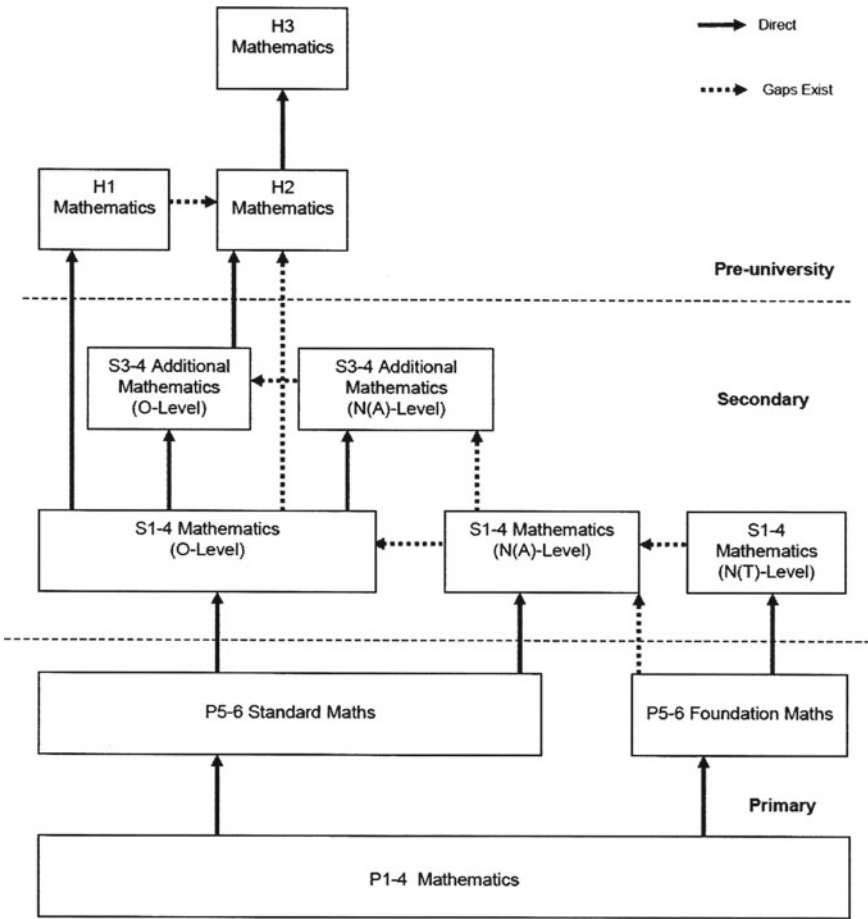 H3
Mathematics
Direct
Gaps Exist
H1
Mathematics
H2
Mathematics
Pre-university
S3-4 Additional
Mathematics
(O-Level)
S3-4 Additional
Mathematics
(N(A)-Level)
Secondary
S1-4 Mathematics
(O-Level)
S1-4 Mathematics
(N(A)-Level)
S1-4
Mathematics
(N(T)-Level)
P5-6 Standard Maths
P5-6 Foundation Maths
Primary
P1-4 Mathematics